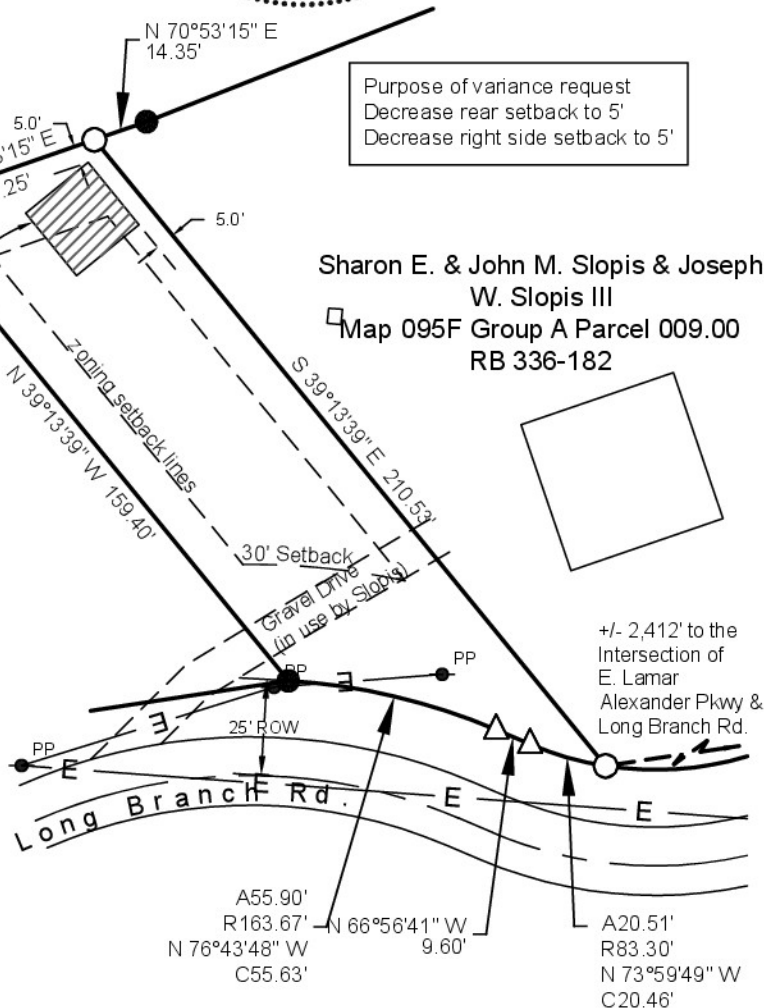 N 70°53'15" E
14.35'
Purpose of variance request
Decrease rear setback to 5'
Decrease right side setback to 5'
5.0'
'15" E
.25'
5.0'
Sharon E. & John M. Slopis & Joseph
W. Slopis III
Map 095F Group A Parcel 009.00
RB 336-182
zoning setback lines
N 39°13'39" W 159.40'
S 39°13'39" E 210.53'
30' Setback
Gravel Drive
(in use by Slopis)
+/- 2,412' to the
Intersection of
E. Lamar
Alexander Pkwy &
Long Branch Rd.
PP
PP
E
E
25' ROW
PP
E
E
E
E
Long Branch Rd.
A55.90'
R163.67'
N 76°43'48" W
C55.63'
N 66°56'41" W
9.60'
A20.51'
R83.30'
N 73°59'49" W
C20.46'